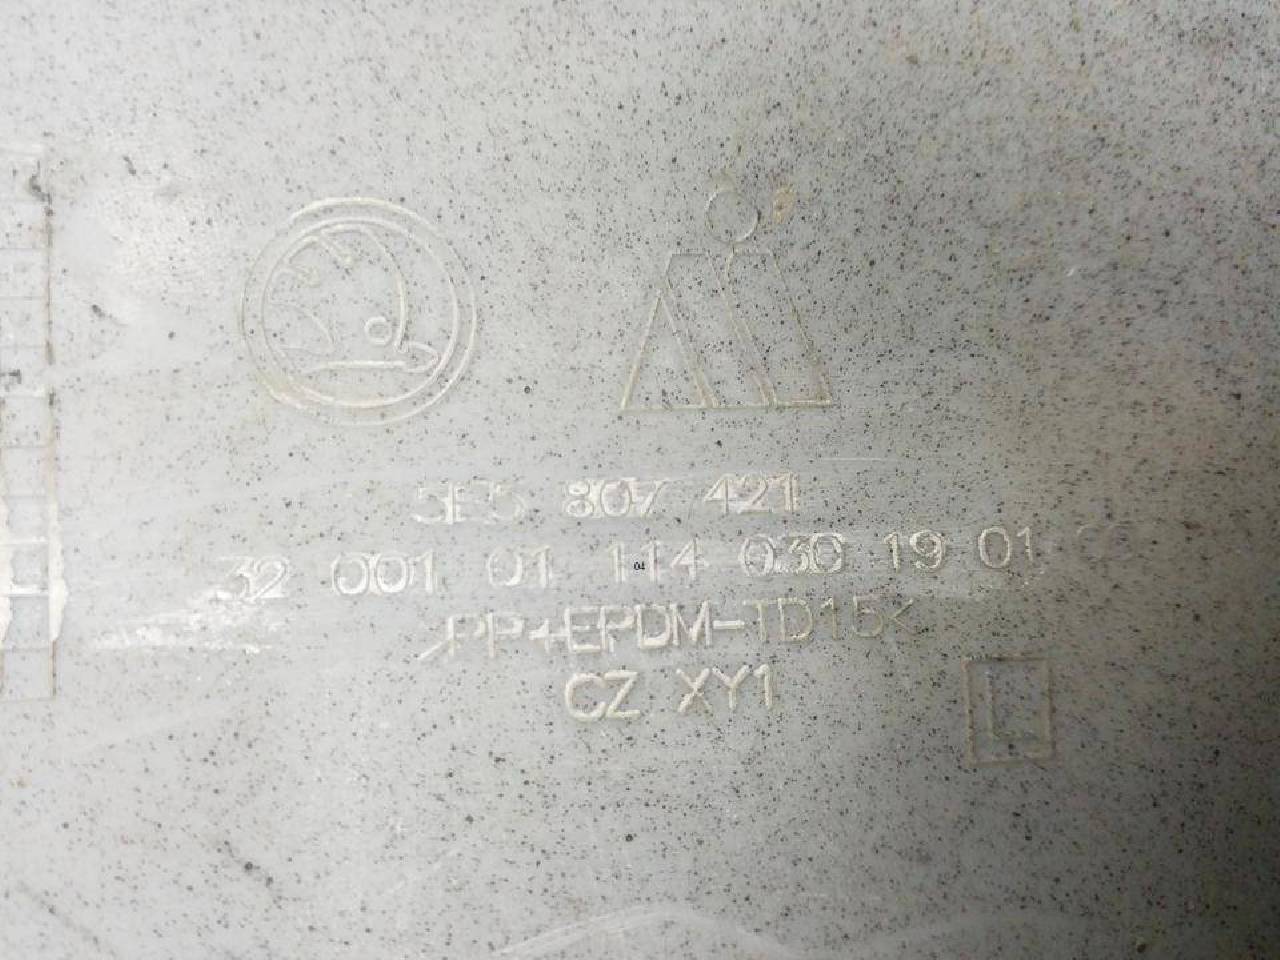 5E5 807 421
32 001 01 114 030 19 01
>PP+EPDM-TD15<
CZ XY1
L